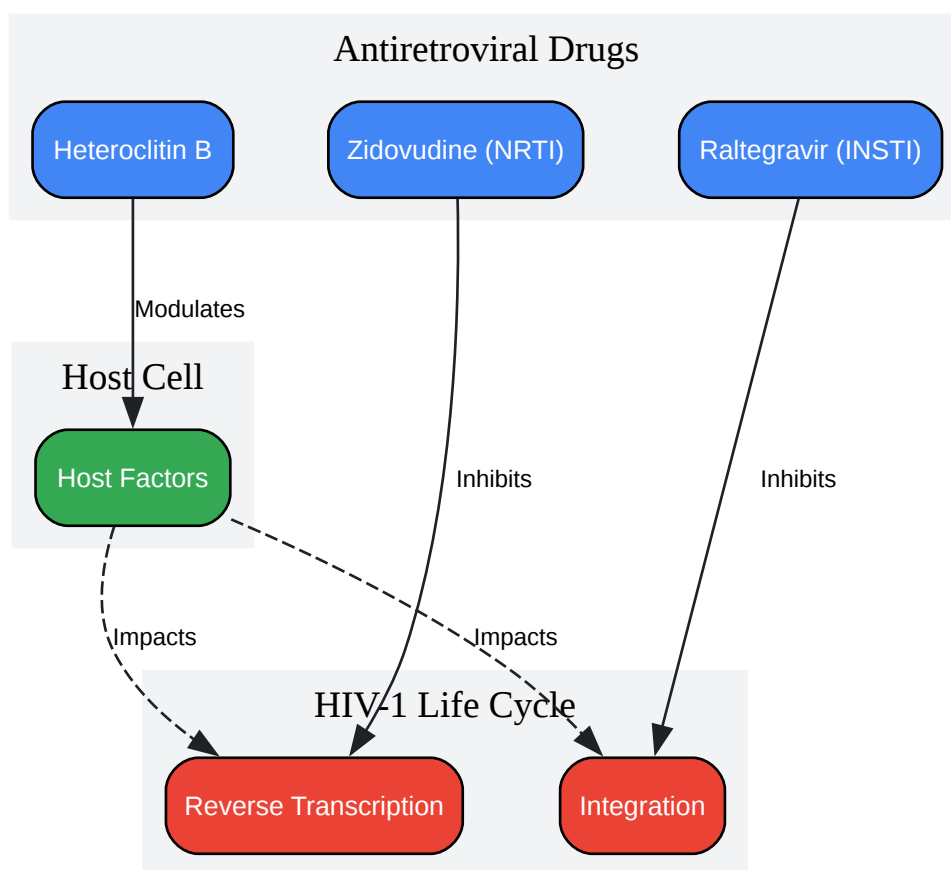 Antiretroviral Drugs
Heteroclitin B
Zidovudine (NRTI)
Raltegravir (INSTI)
Modulates
Host Cell
Host Factors
Inhibits
Inhibits
Impacts
Impacts
HIV-1 Life Cycle
Reverse Transcription
Integration